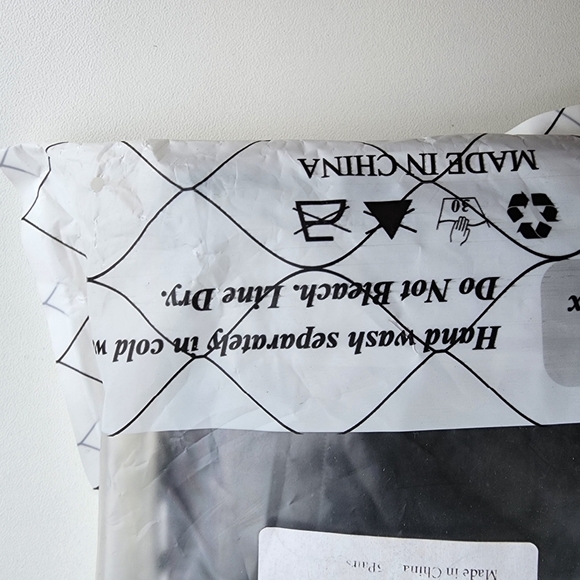 Hand wash separately in cold
Do Not Bleach. Line Dry.
30
MADE IN CHINA
Made in China